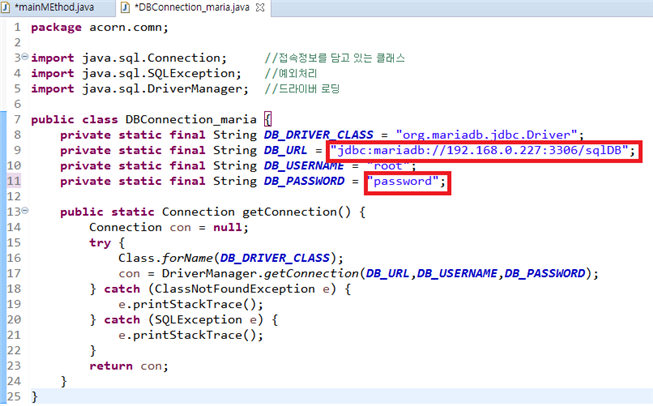 *mainMEthod.java *DBConnection_maria.java
1 package acorn.comn;
2
3 import java.sql.Connection; //접속정보를 담고 있는 클래스
4 import java.sql.SQLException; //예외처리
5 import java.sql.DriverManager; //드라이버 로딩
6
7 public class DBConnection_maria {
8 private static final String DB_DRIVER_CLASS = "org.mariadb.jdbc.Driver";
9 private static final String DB_URL = "jdbc:mariadb://192.168.0.227:3306/sqlDB";
10 private static final String DB_USERNAME = "root";
11 private static final String DB_PASSWORD = "password";
12
13 public static Connection getConnection() {
14 Connection con = null;
15 try {
16 Class.forName(DB_DRIVER_CLASS);
17 con = DriverManager.getConnection(DB_URL,DB_USERNAME,DB_PASSWORD);
18 } catch (ClassNotFoundException e) {
19 e.printStackTrace();
20 } catch (SQLException e) {
21 e.printStackTrace();
22 }
23 return con;
24 }
25 }